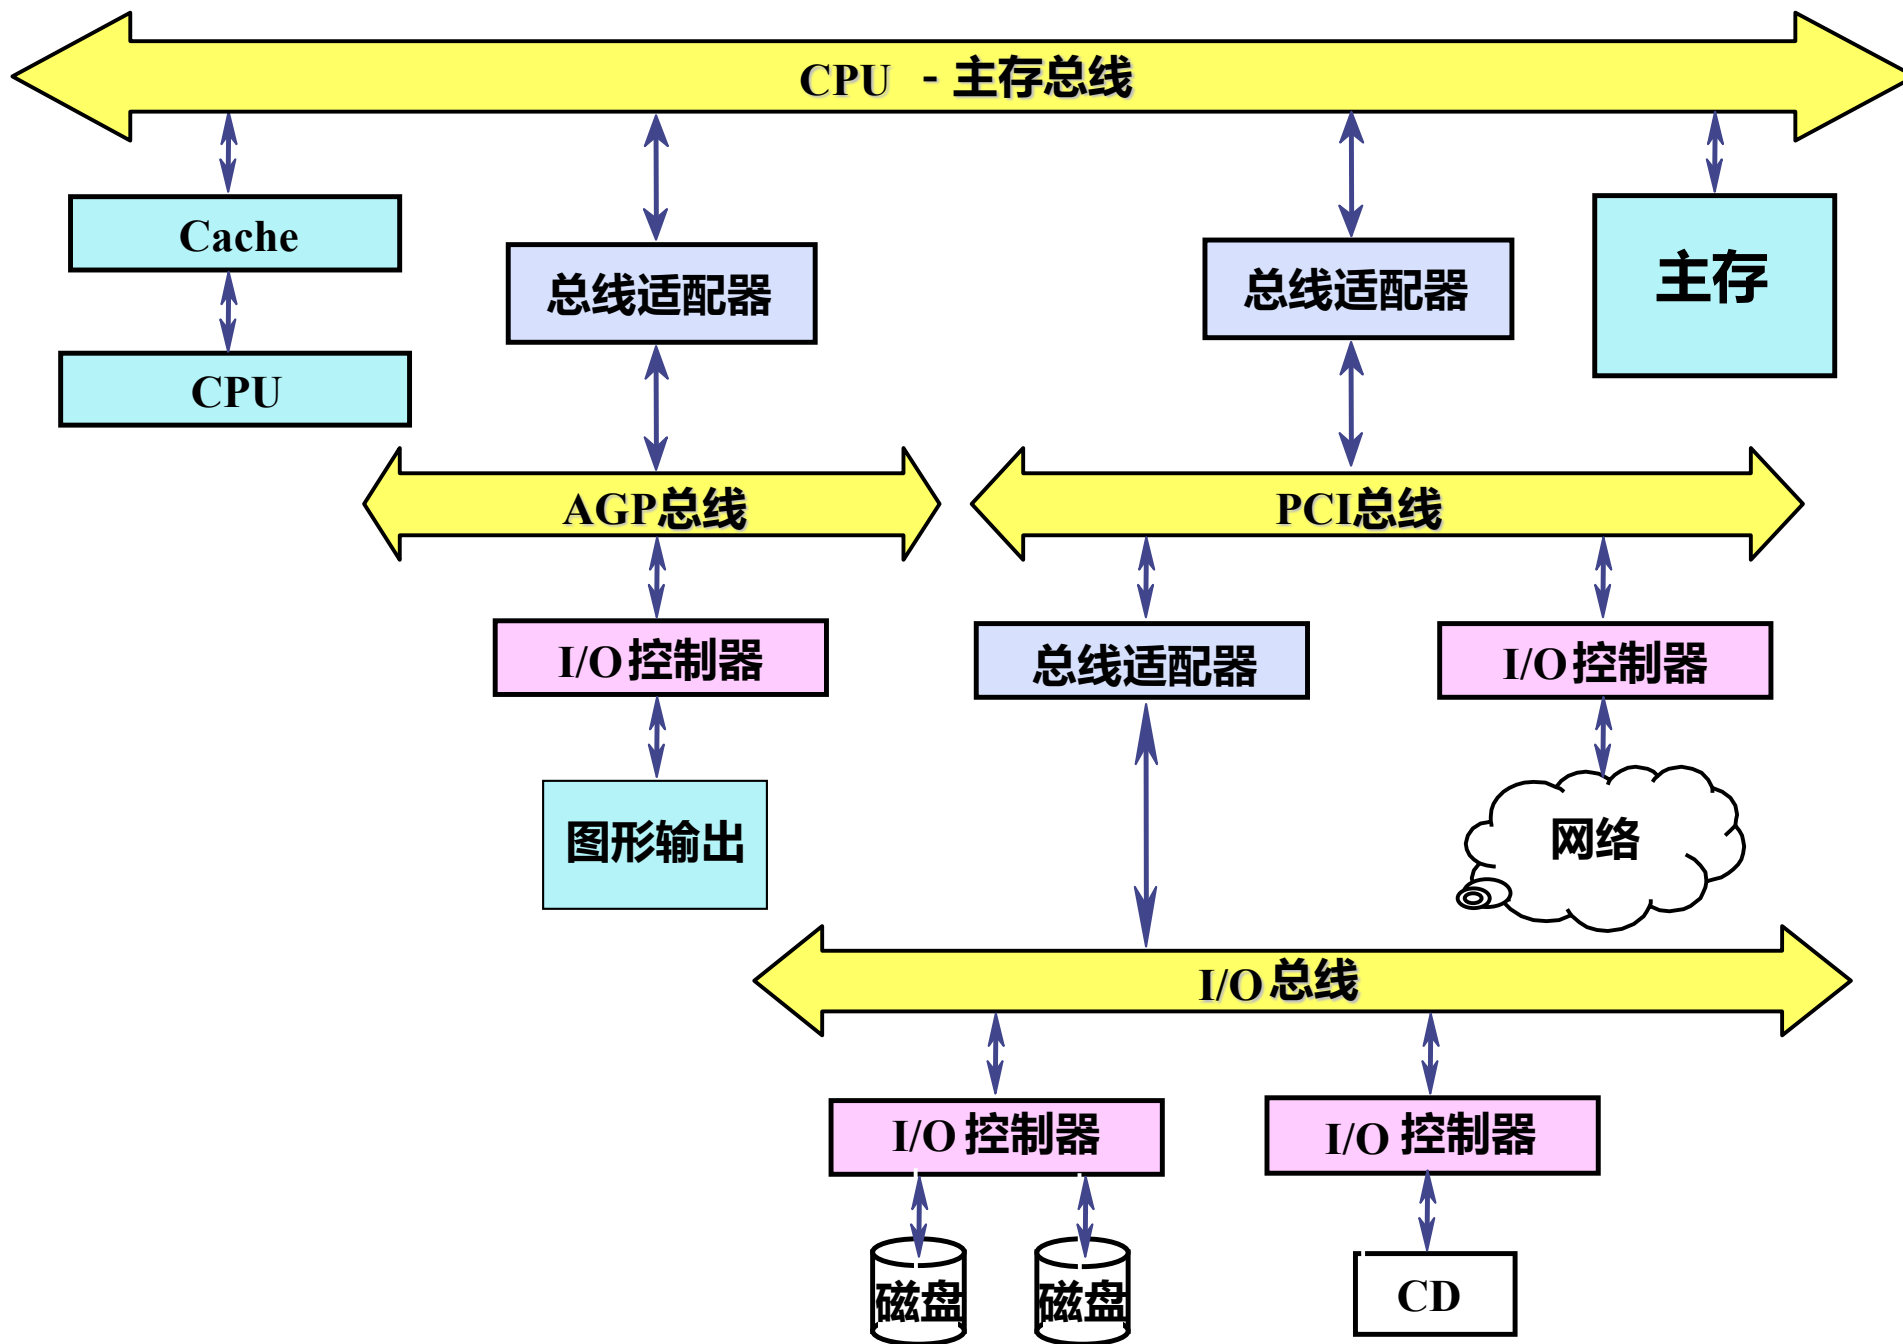 CPU - 主存总线
Cache
总线适配器
总线适配器
主存
CPU
AGP总线
PCI总线
I/O 控制器
总线适配器
I/O 控制器
图形输出
网络
I/O 总线
I/O 控制器
I/O 控制器
磁盘
磁盘
CD